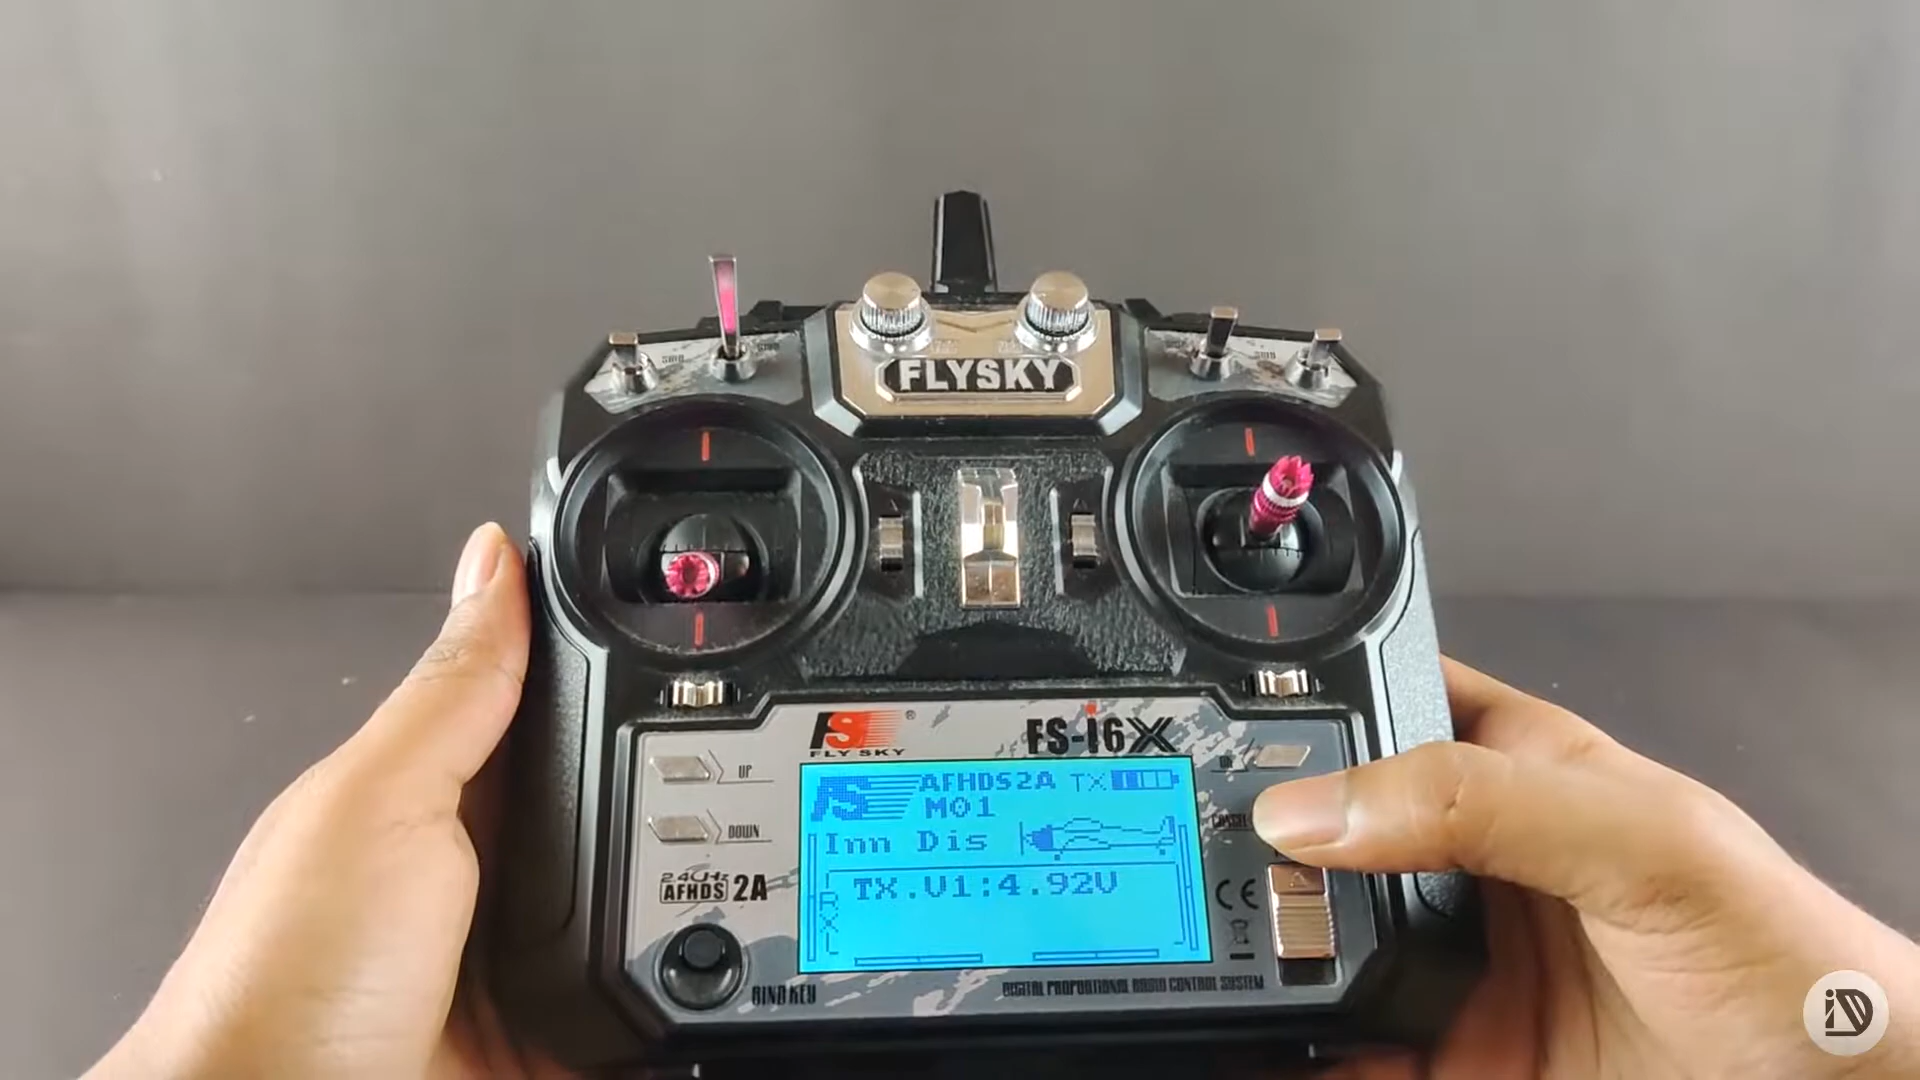 FLYSKY
FS ®
FLY SKY
FS-i6X
UP
DOWN
AFHDS2A TX
M01
Inn Dis
TX.V1:4.92V
2.4GHz
AFHDS 2A
CE
BIND KEY
DIGITAL PROPORTIONAL RADIO CONTROL SYSTEM